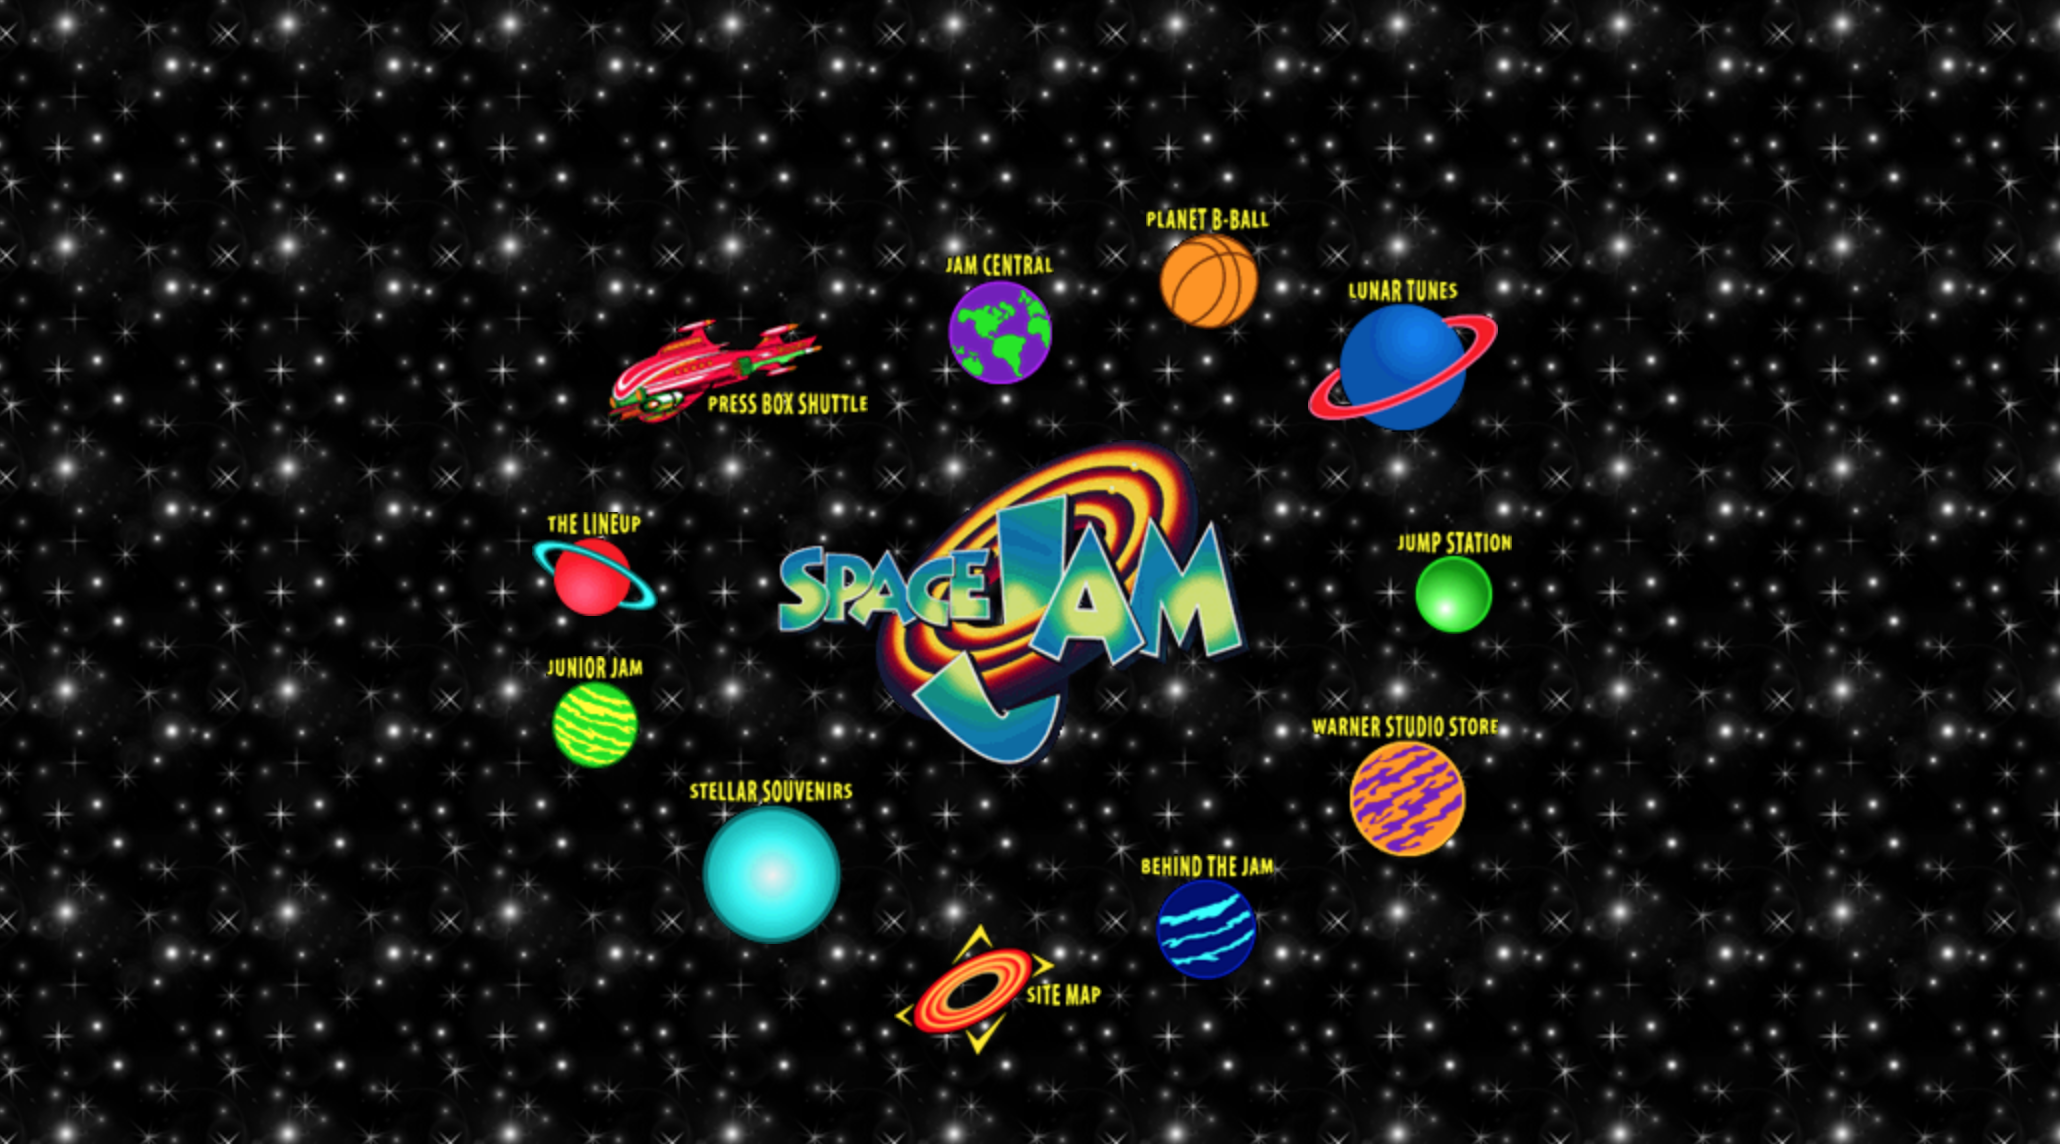 PLANET B-BALL
JAM CENTRAL
LUNAR TUNES
PRESS BOX SHUTTLE
THE LINEUP
JUMP STATION
SPACE JAM
JUNIOR JAM
WARNER STUDIO STORE
STELLAR SOUVENIRS
BEHIND THE JAM
SITE MAP